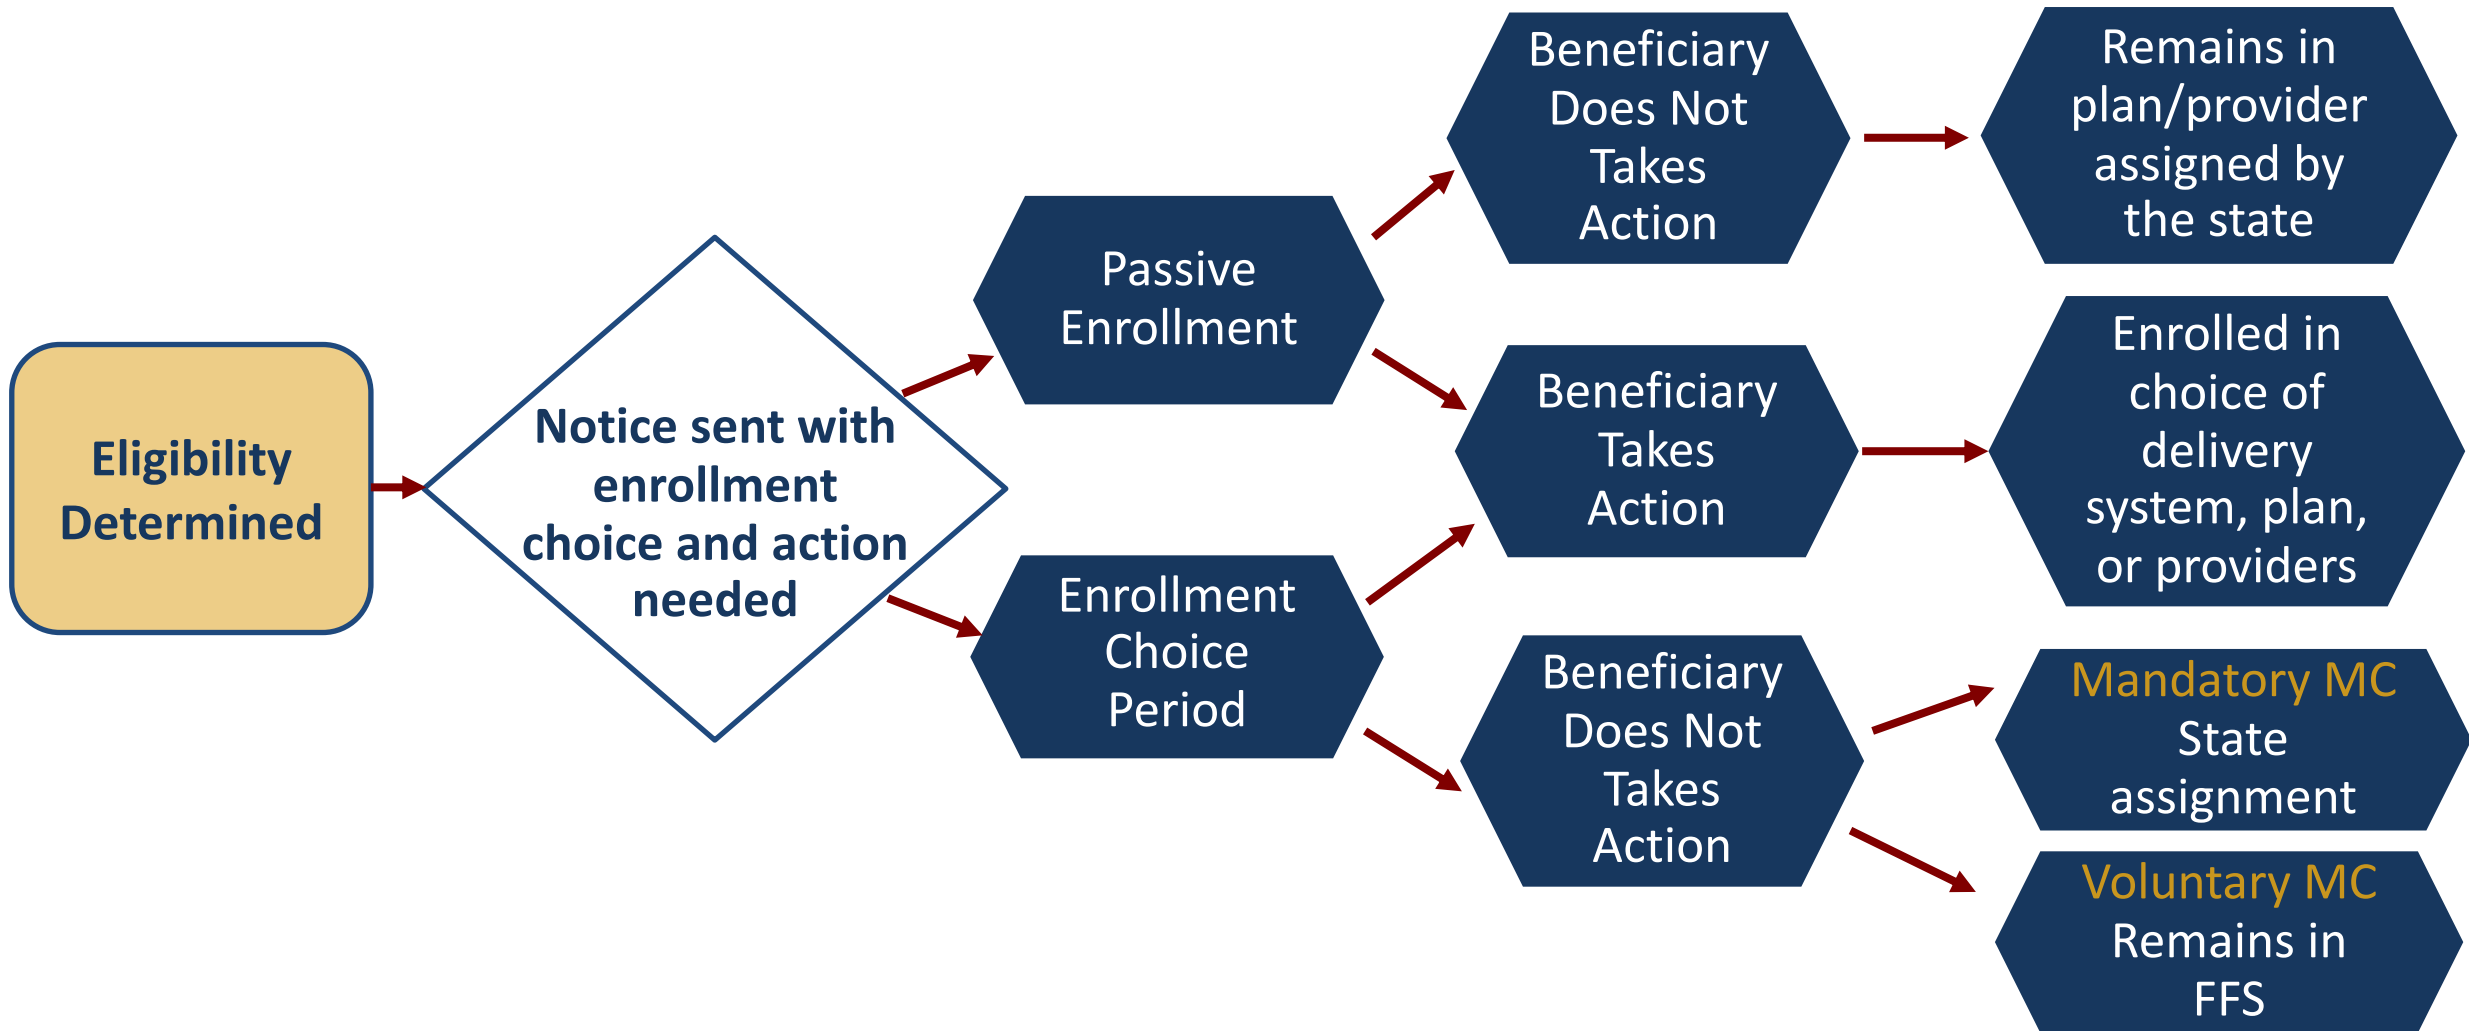 Eligibility
Determined
Notice sent with
enrollment
choice and action
needed
Passive
Enrollment
Enrollment
Choice
Period
Beneficiary
Does Not
Takes
Action
Beneficiary
Takes
Action
Beneficiary
Does Not
Takes
Action
Remains in
plan/provider
assigned by
the state
Enrolled in
choice of
delivery
system, plan,
or providers
Mandatory MC
State
assignment
Voluntary MC
Remains in
FFS